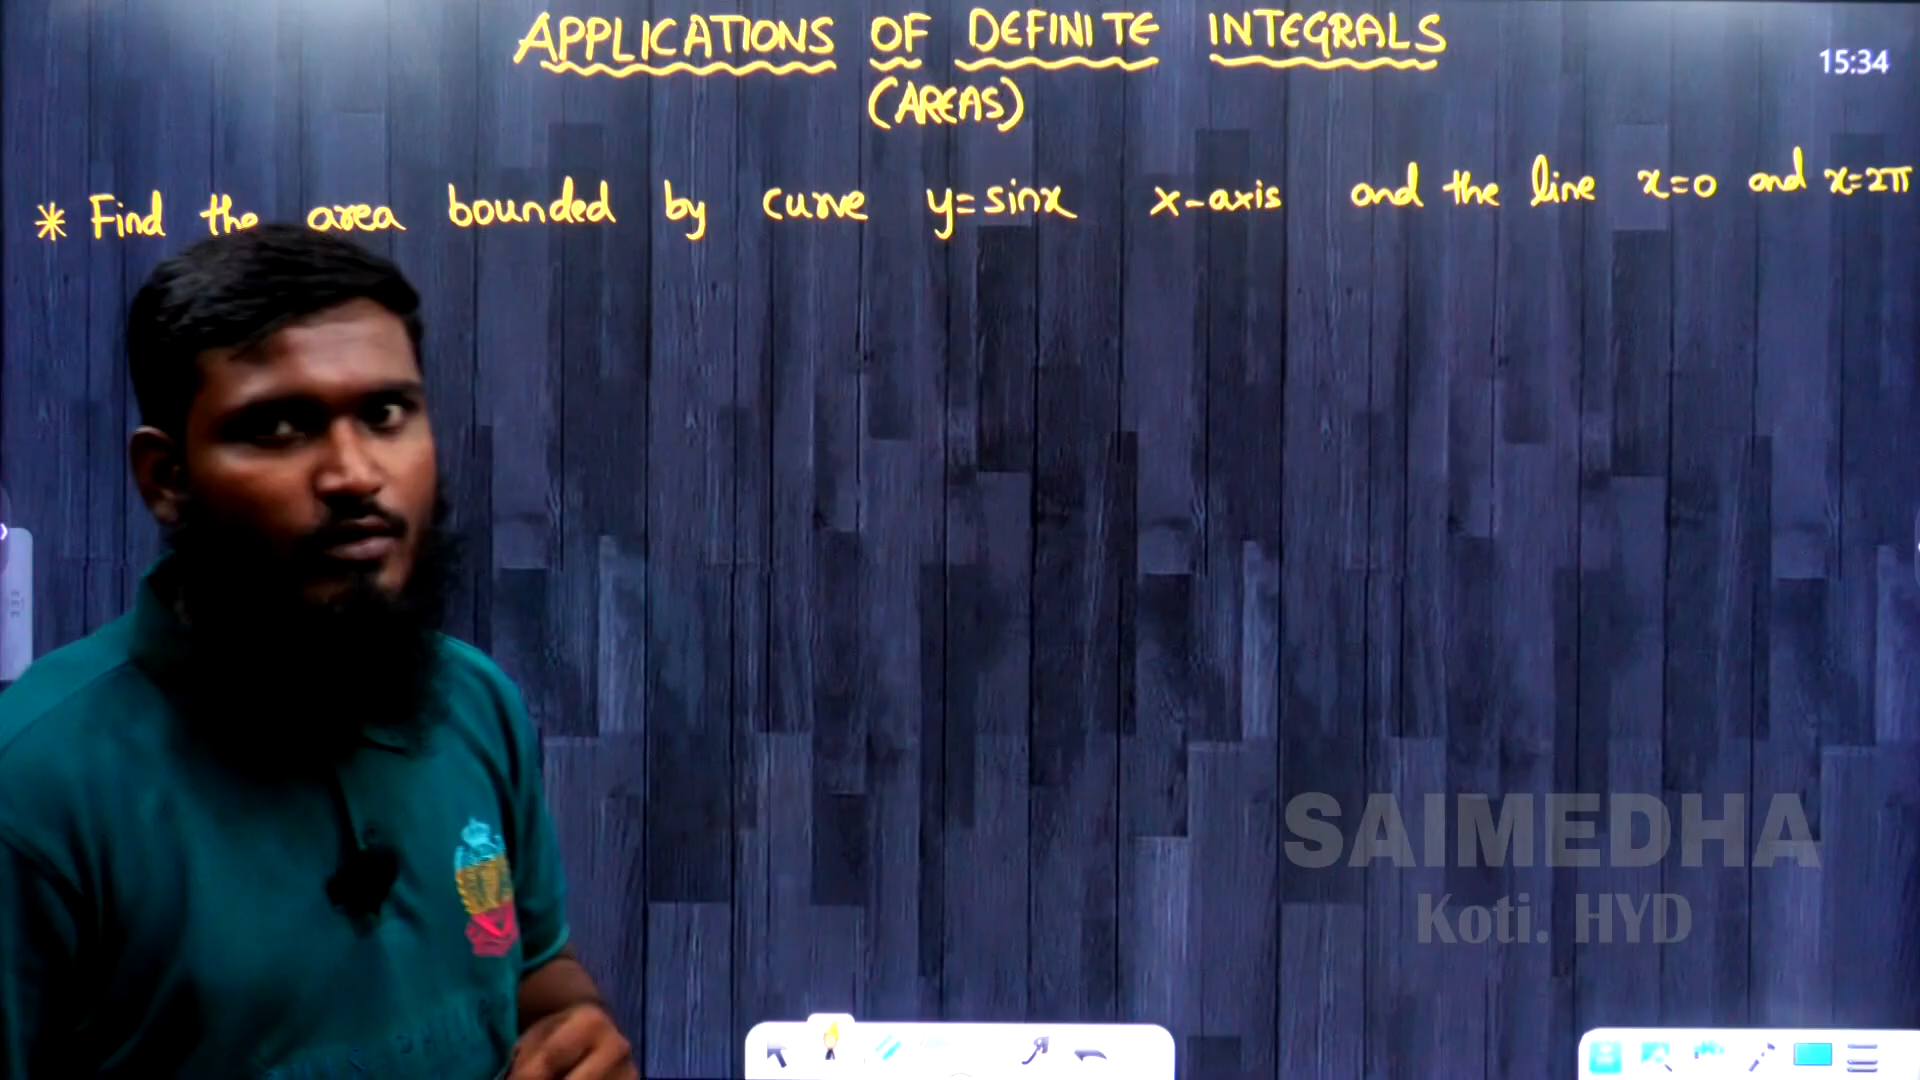 APPLICATIONS OF DEFINITE INTEGRALS
15:34
(AREAS)
* Find the area bounded by curve y=sinx x-axis and the line x=0 and x=2π
SAIMEDHA
Koti. HYD